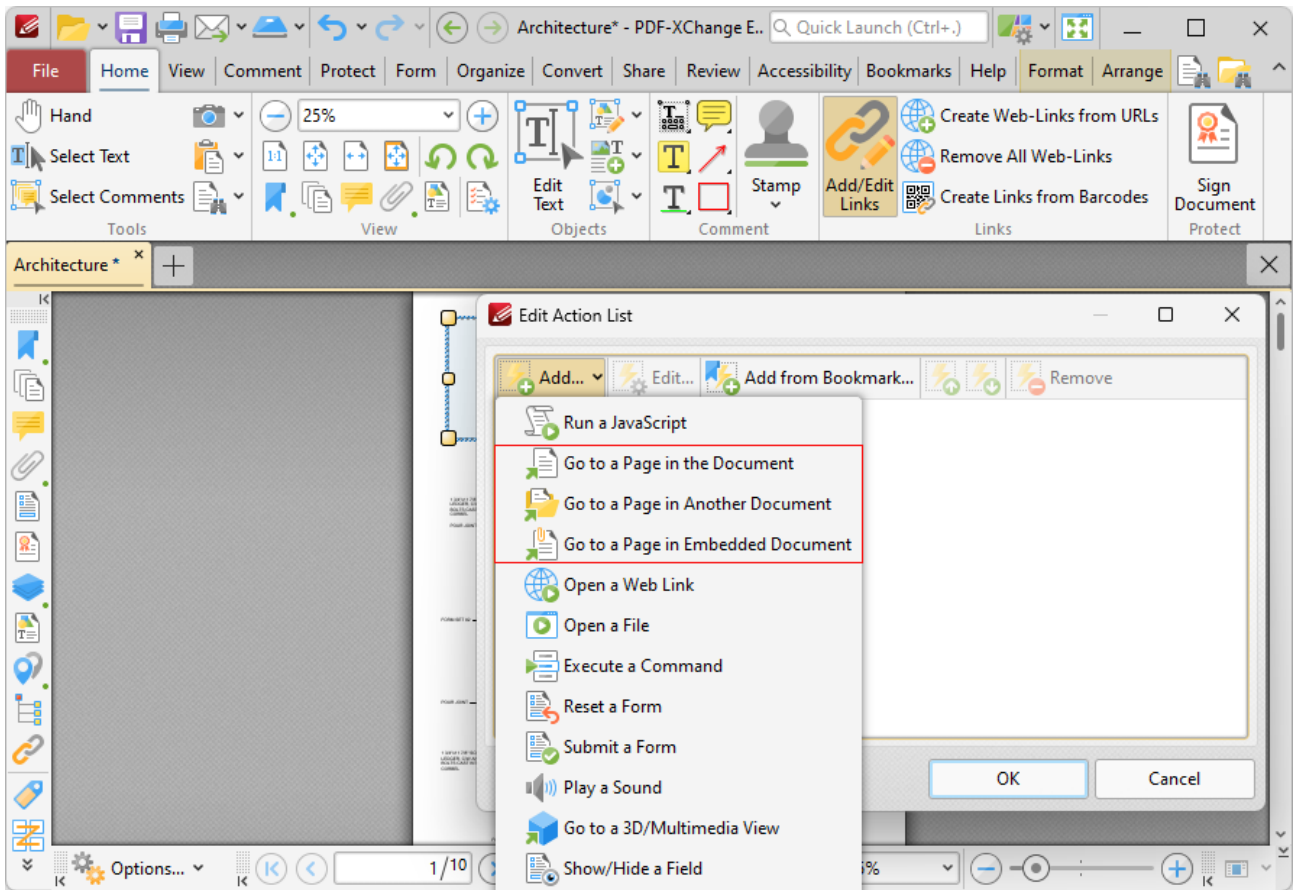 Architecture* - PDF-XChange E..
Quick Launch (Ctrl+.)
File Home View Comment Protect Form Organize Convert Share Review Accessibility Bookmarks Help Format Arrange
Hand
Select Text
Select Comments
Tools
25%
1:1
View
Edit Text
Objects
Comment
Stamp
Add/Edit Links
Create Web-Links from URLs
Remove All Web-Links
Create Links from Barcodes
Links
Sign Document
Protect
Architecture *
Edit Action List
Add... Edit... Add from Bookmark... Remove
Run a JavaScript
Go to a Page in the Document
Go to a Page in Another Document
Go to a Page in Embedded Document
Open a Web Link
Open a File
Execute a Command
Reset a Form
Submit a Form
Play a Sound
Go to a 3D/Multimedia View
Show/Hide a Field
POUR JOINT
OK Cancel
Options... 1/10